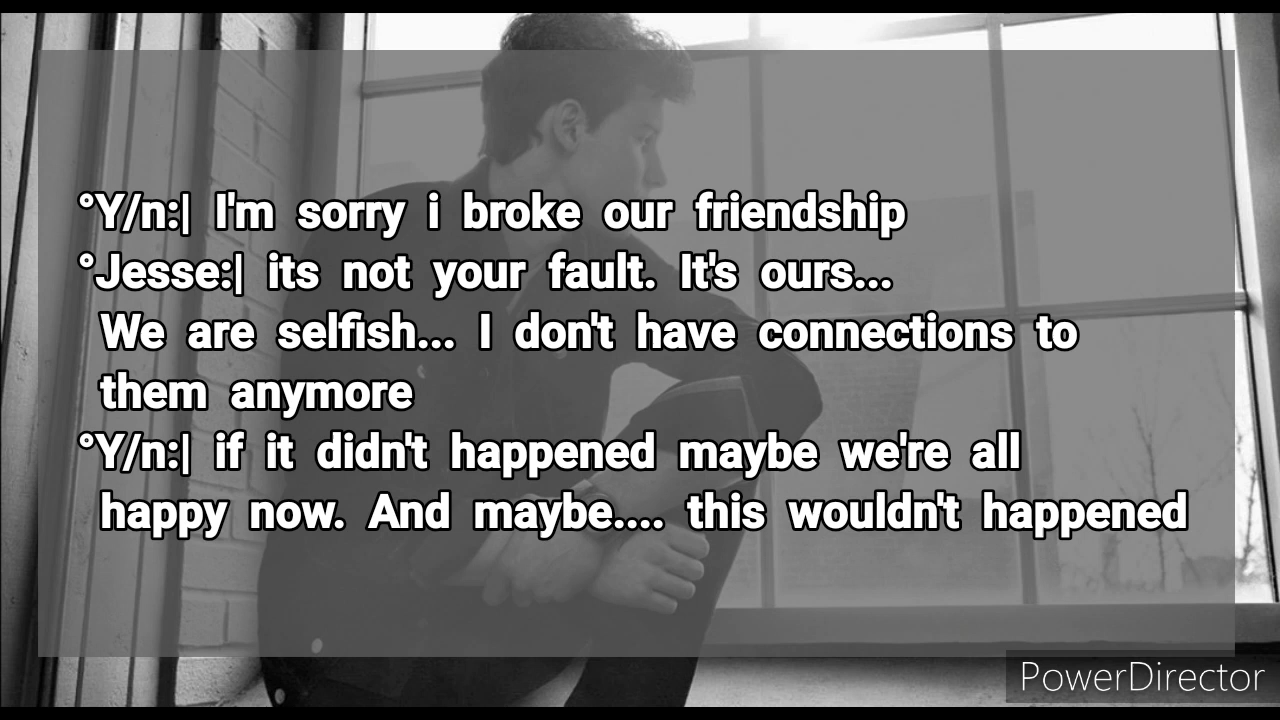 °Y/n:| I'm sorry i broke our friendship
°Jesse:| its not your fault. It's ours...
We are selfish... I don't have connections to
them anymore
°Y/n:| if it didn't happened maybe we're all
happy now. And maybe.... this wouldn't happened
PowerDirector